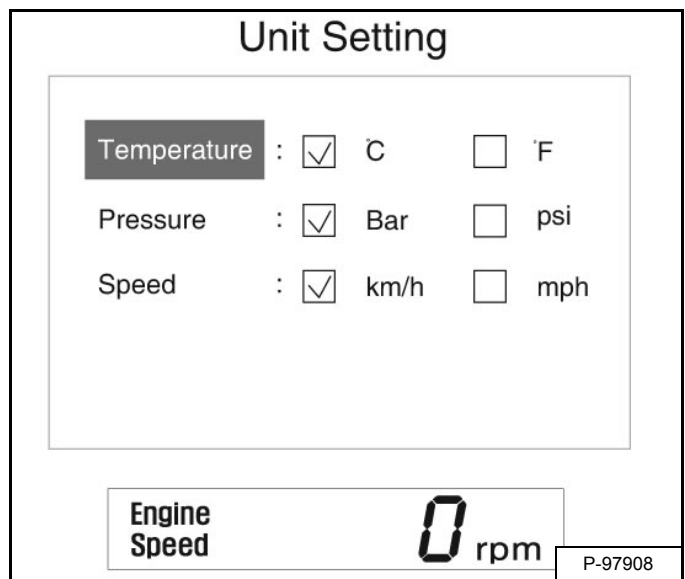 Unit Setting
Temperature : ☑ °C ☐ °F
Pressure : ☑ Bar ☐ psi
Speed : ☑ km/h ☐ mph
Engine
Speed 0 rpm
P-97908